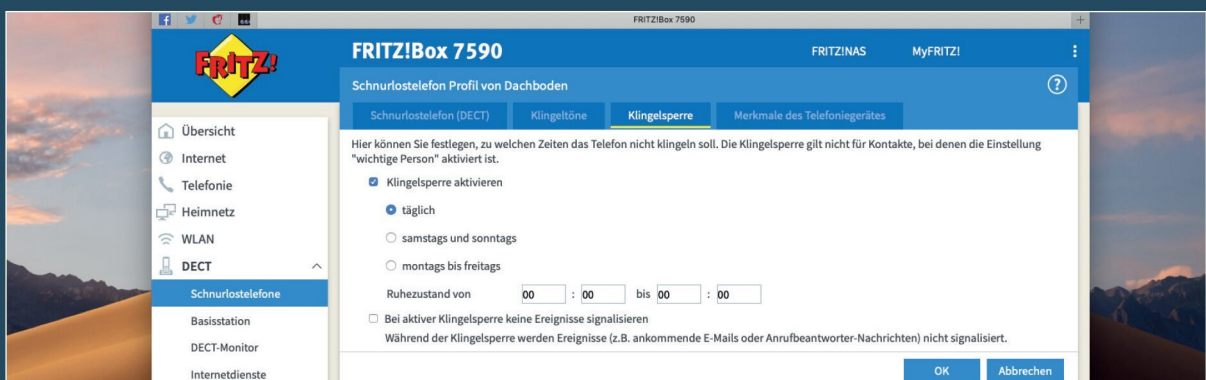 FRITZ!Box 7590
FRITZ!
FRITZ!Box 7590
FRITZ!NAS
MyFRITZ!
Schnurlostelefon Profil von Dachboden
Schnurlostelefon (DECT)
Klingeltöne
Klingelsperre
Merkmale des Telefoniegerätes
Übersicht
Internet
Telefonie
Heimnetz
WLAN
DECT
Schnurlostelefone
Basisstation
DECT-Monitor
Internetdienste
Hier können Sie festlegen, zu welchen Zeiten das Telefon nicht klingeln soll. Die Klingelsperre gilt nicht für Kontakte, bei denen die Einstellung
"wichtige Person" aktiviert ist.
Klingelsperre aktivieren
täglich
samstags und sonntags
montags bis freitags
Ruhezustand von 00 : 00 bis 00 : 00
Bei aktiver Klingelsperre keine Ereignisse signalisieren
Während der Klingelsperre werden Ereignisse (z.B. ankommende E-Mails oder Anrufbeantworter-Nachrichten) nicht signalisiert.
OK
Abbrechen